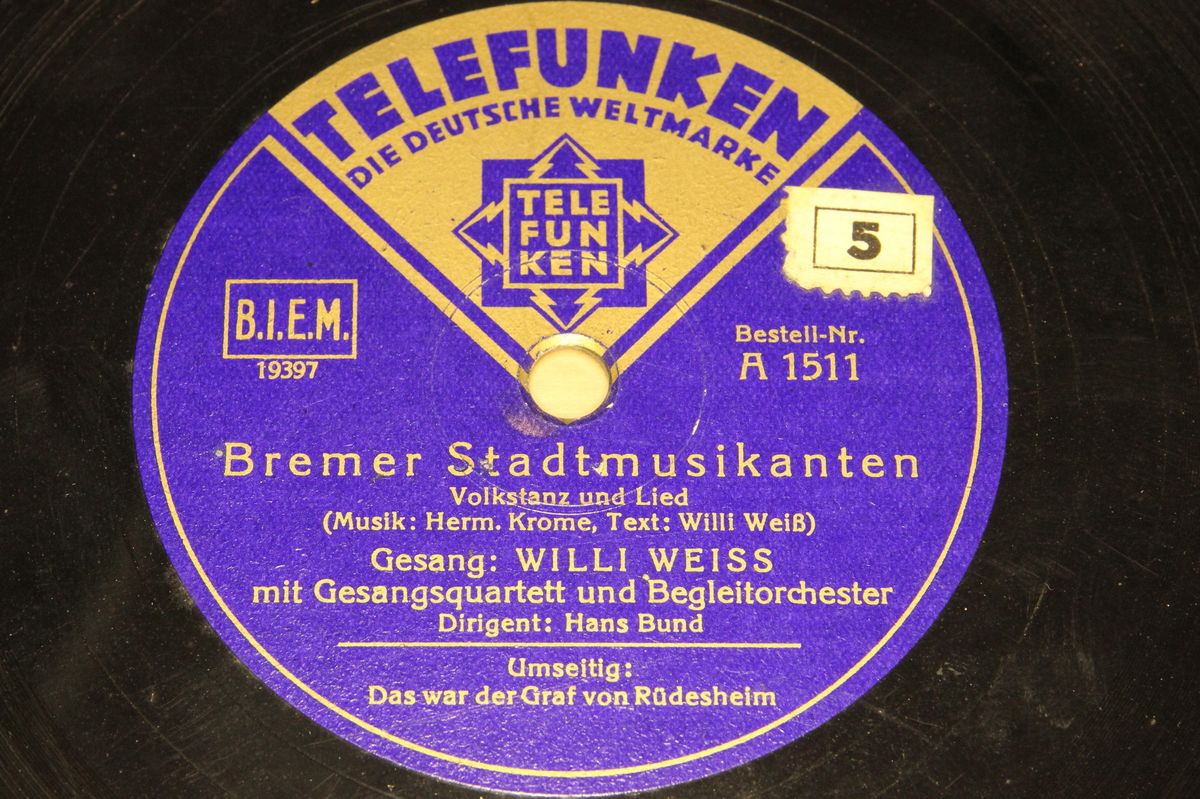 TELEFUNKEN
DIE DEUTSCHE WELTMARKE
TELE
FUN
KEN
5
B.I.E.M.
19397
Bestell-Nr.
A 1511
Bremer Stadtmusikanten
Volkstanz und Lied
(Musik: Herm. Krome, Text: Willi Weiß)
Gesang: WILLI WEISS
mit Gesangsquartett und Begleitorchester
Dirigent: Hans Bund
Umseitig:
Das war der Graf von Rüdesheim